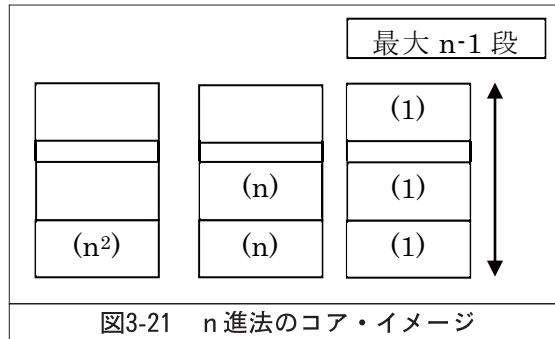 最大 n-1 段
(1)
(n) (1)
(n²) (n) (1)
図3-21 n進法のコア・イメージ